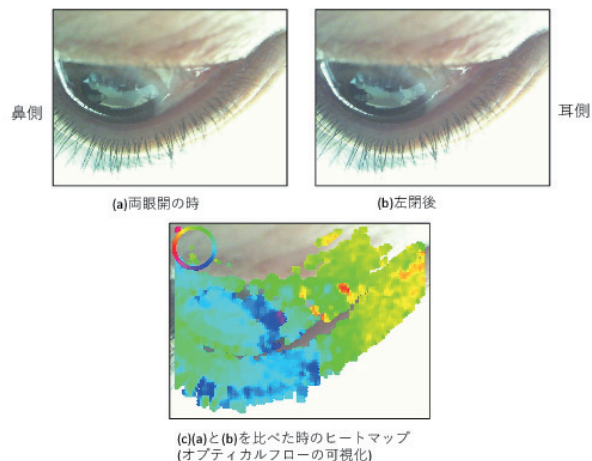 鼻側
耳側
(a)両眼開の時
(b)左閉後
(c)(a)と(b)を比べた時のヒートマップ
(オプティカルフローの可視化)